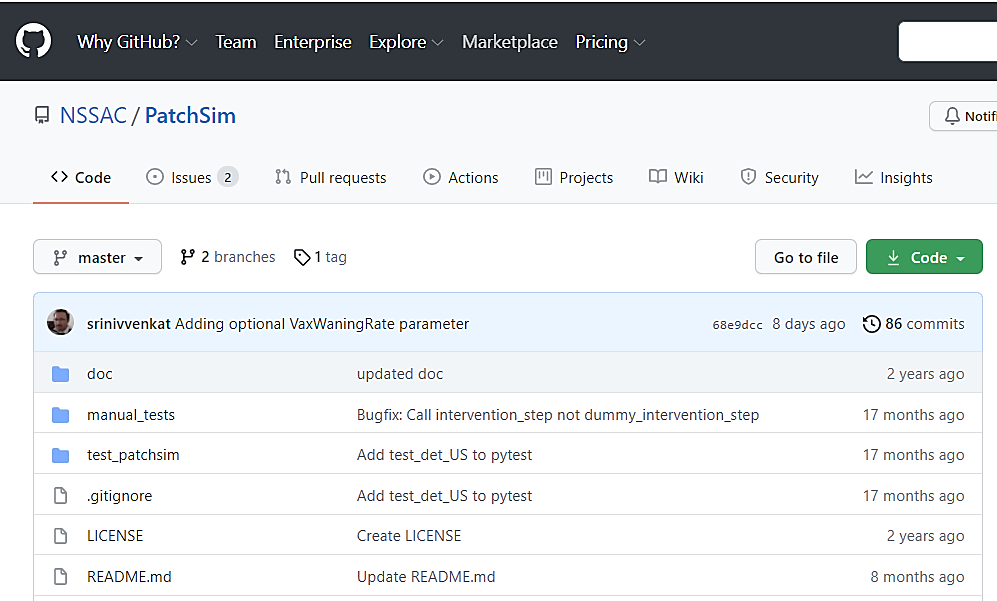 Why GitHub? Team Enterprise Explore Marketplace Pricing
NSSAC / PatchSim
Notif
Code Issues 2 Pull requests Actions Projects Wiki Security Insights
master 2 branches 1 tag Go to file Code
srinivvenkat Adding optional VaxWaningRate parameter 68e9dcc 8 days ago 86 commits
doc updated doc 2 years ago
manual_tests Bugfix: Call intervention_step not dummy_intervention_step 17 months ago
test_patchsim Add test_det_US to pytest 17 months ago
.gitignore Add test_det_US to pytest 17 months ago
LICENSE Create LICENSE 2 years ago
README.md Update README.md 8 months ago